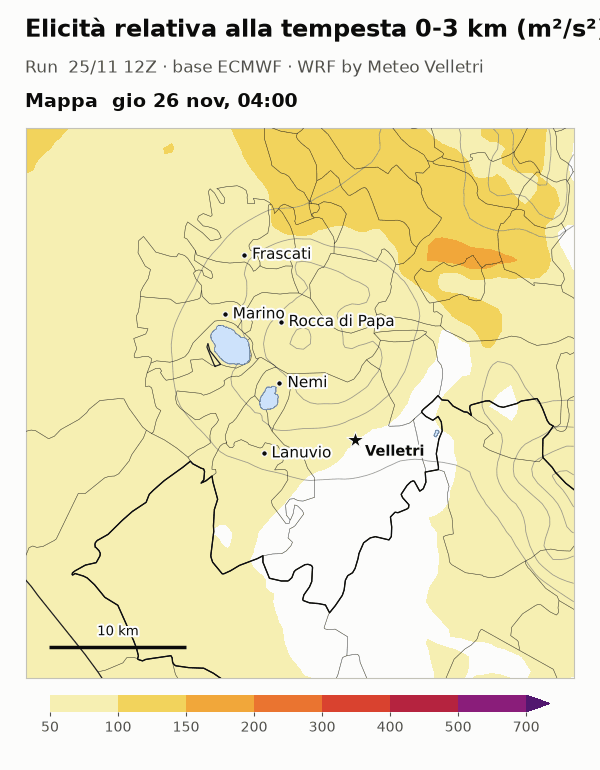 Elicità relativa alla tempesta 0-3 km (m²/s²)
Run 25/11 12Z · base ECMWF · WRF by Meteo Velletri
Mappa gio 26 nov, 04:00
Frascati
Marino
Rocca di Papa
Nemi
Velletri
Lanuvio
10 km
50 100 150 200 300 400 500 700